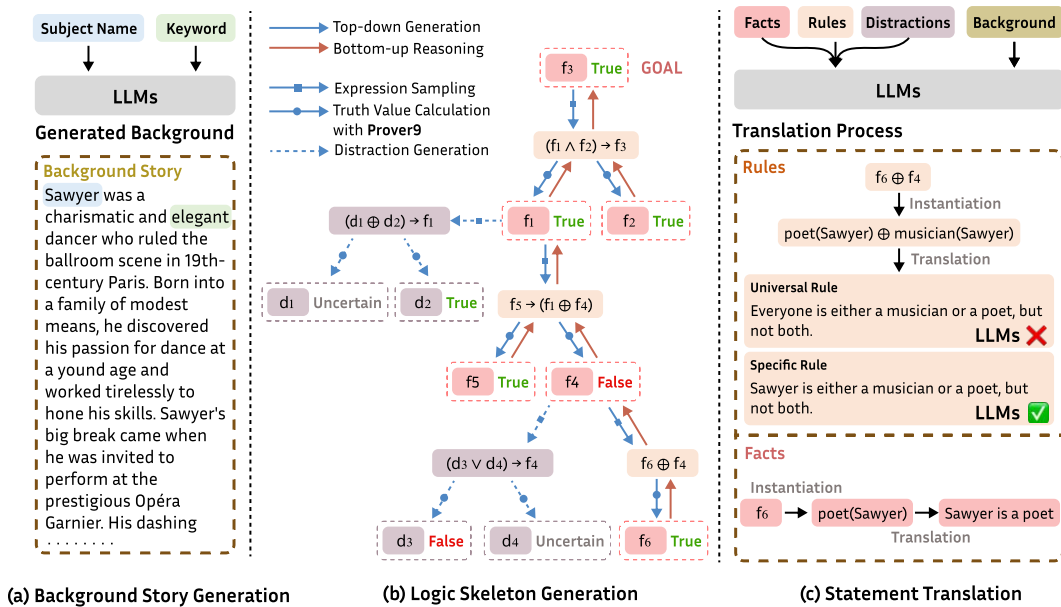 Subject Name
Keyword
LLMs
Generated Background
Background Story
Sawyer was a
charismatic and elegant
dancer who ruled the
ballroom scene in 19th-
century Paris. Born into
a family of modest
means, he discovered
his passion for dance at
a young age and
worked tirelessly to
hone his skills. Sawyer's
big break came when
he was invited to
perform at the
prestigious Opéra
Garnier. His dashing
. . . . . . . .
(a) Background Story Generation
Top-down Generation
Bottom-up Reasoning
Expression Sampling
Truth Value Calculation
with Prover9
Distraction Generation
f3 True GOAL
(f1 ∧ f2) → f3
(d1 ⊕ d2) → f1
f1 True
f2 True
d1 Uncertain
d2 True
f5 → (f1 ⊕ f4)
f5 True
f4 False
(d3 ∨ d4) → f4
f6 ⊕ f4
d3 False
d4 Uncertain
f6 True
(b) Logic Skeleton Generation
Facts
Rules
Distractions
Background
LLMs
Translation Process
Rules
f6 ⊕ f4
Instantiation
poet(Sawyer) ⊕ musician(Sawyer)
Translation
Universal Rule
Everyone is either a musician or a poet, but
not both.
LLMs ❌
Specific Rule
Sawyer is either a musician or a poet, but
not both.
LLMs ✅
Facts
Instantiation
f6
poet(Sawyer)
Sawyer is a poet
Translation
(c) Statement Translation